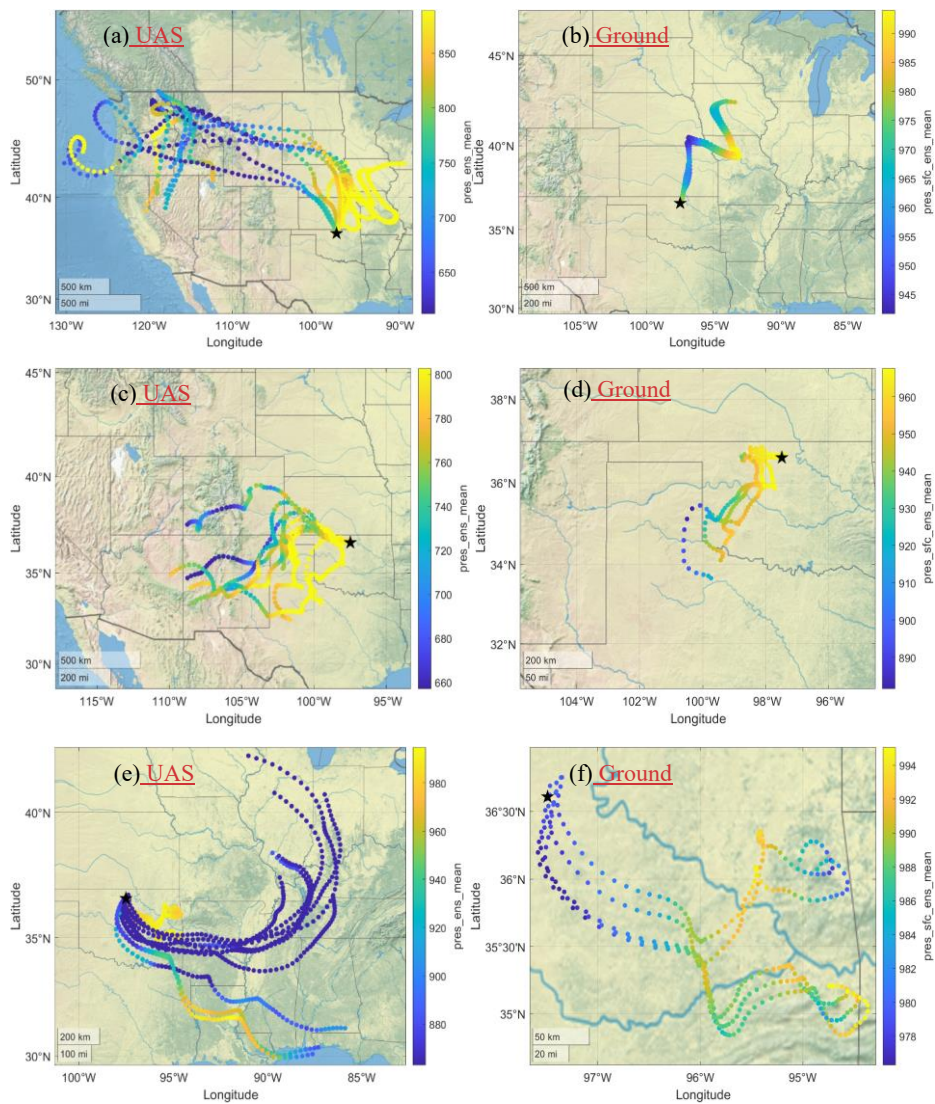 (a) UAS
50°N
40°N
30°N
Latitude
500 km
500 mi
130°W 120°W 110°W 100°W 90°W
Longitude
850
800
750
700
650
pres_ens_mean
(b) Ground
45°N
40°N
35°N
30°N
Latitude
500 km
200 mi
105°W 100°W 95°W 90°W 85°W
Longitude
990
985
980
975
970
965
960
955
950
945
pres_sfc_ens_mean
(c) UAS
45°N
40°N
35°N
30°N
Latitude
500 km
200 mi
115°W 110°W 105°W 100°W 95°W
Longitude
800
780
760
740
720
700
680
660
pres_ens_mean
(d) Ground
38°N
36°N
34°N
32°N
Latitude
200 km
50 mi
104°W 102°W 100°W 98°W 96°W
Longitude
960
950
940
930
920
910
900
890
pres_sfc_ens_mean
(e) UAS
40°N
35°N
30°N
Latitude
200 km
100 mi
100°W 95°W 90°W 85°W
Longitude
980
960
940
920
900
880
pres_ens_mean
(f) Ground
36°30'N
36°N
35°30'N
35°N
Latitude
50 km
20 mi
97°W 96°W 95°W
Longitude
994
992
990
988
986
984
982
980
978
pres_sfc_ens_mean